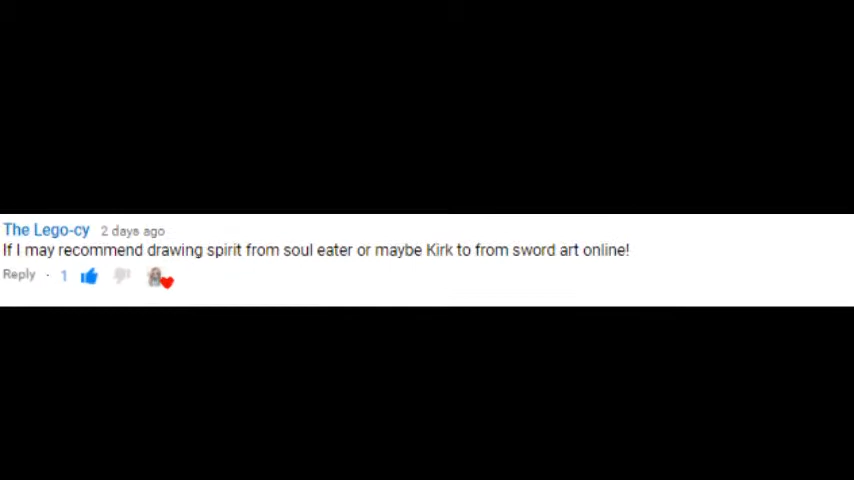 The Lego-cy 2 days ago
If I may recommend drawing spirit from soul eater or maybe Kirk to from sword art online!
Reply · 1